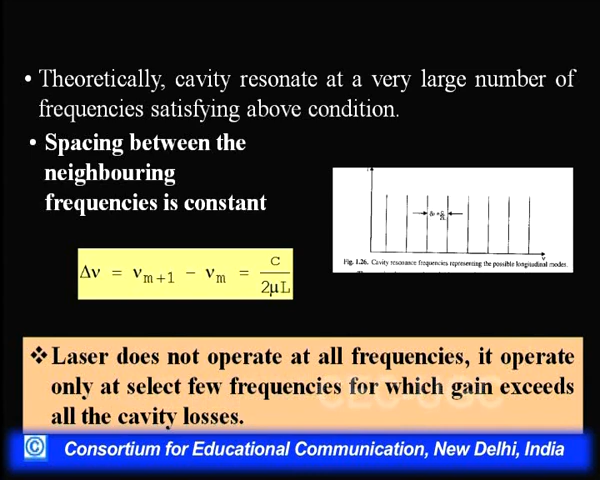 • Theoretically, cavity resonate at a very large number of
frequencies satisfying above condition.
• Spacing between the
neighbouring
frequencies is constant
Δν = ν m+1 − ν m = c / 2μL
Fig. 1.26. Cavity resonance frequencies representing the possible longitudinal modes.
❖ Laser does not operate at all frequencies, it operate
only at select few frequencies for which gain exceeds
all the cavity losses.
CEC-UGC
© Consortium for Educational Communication, New Delhi, India